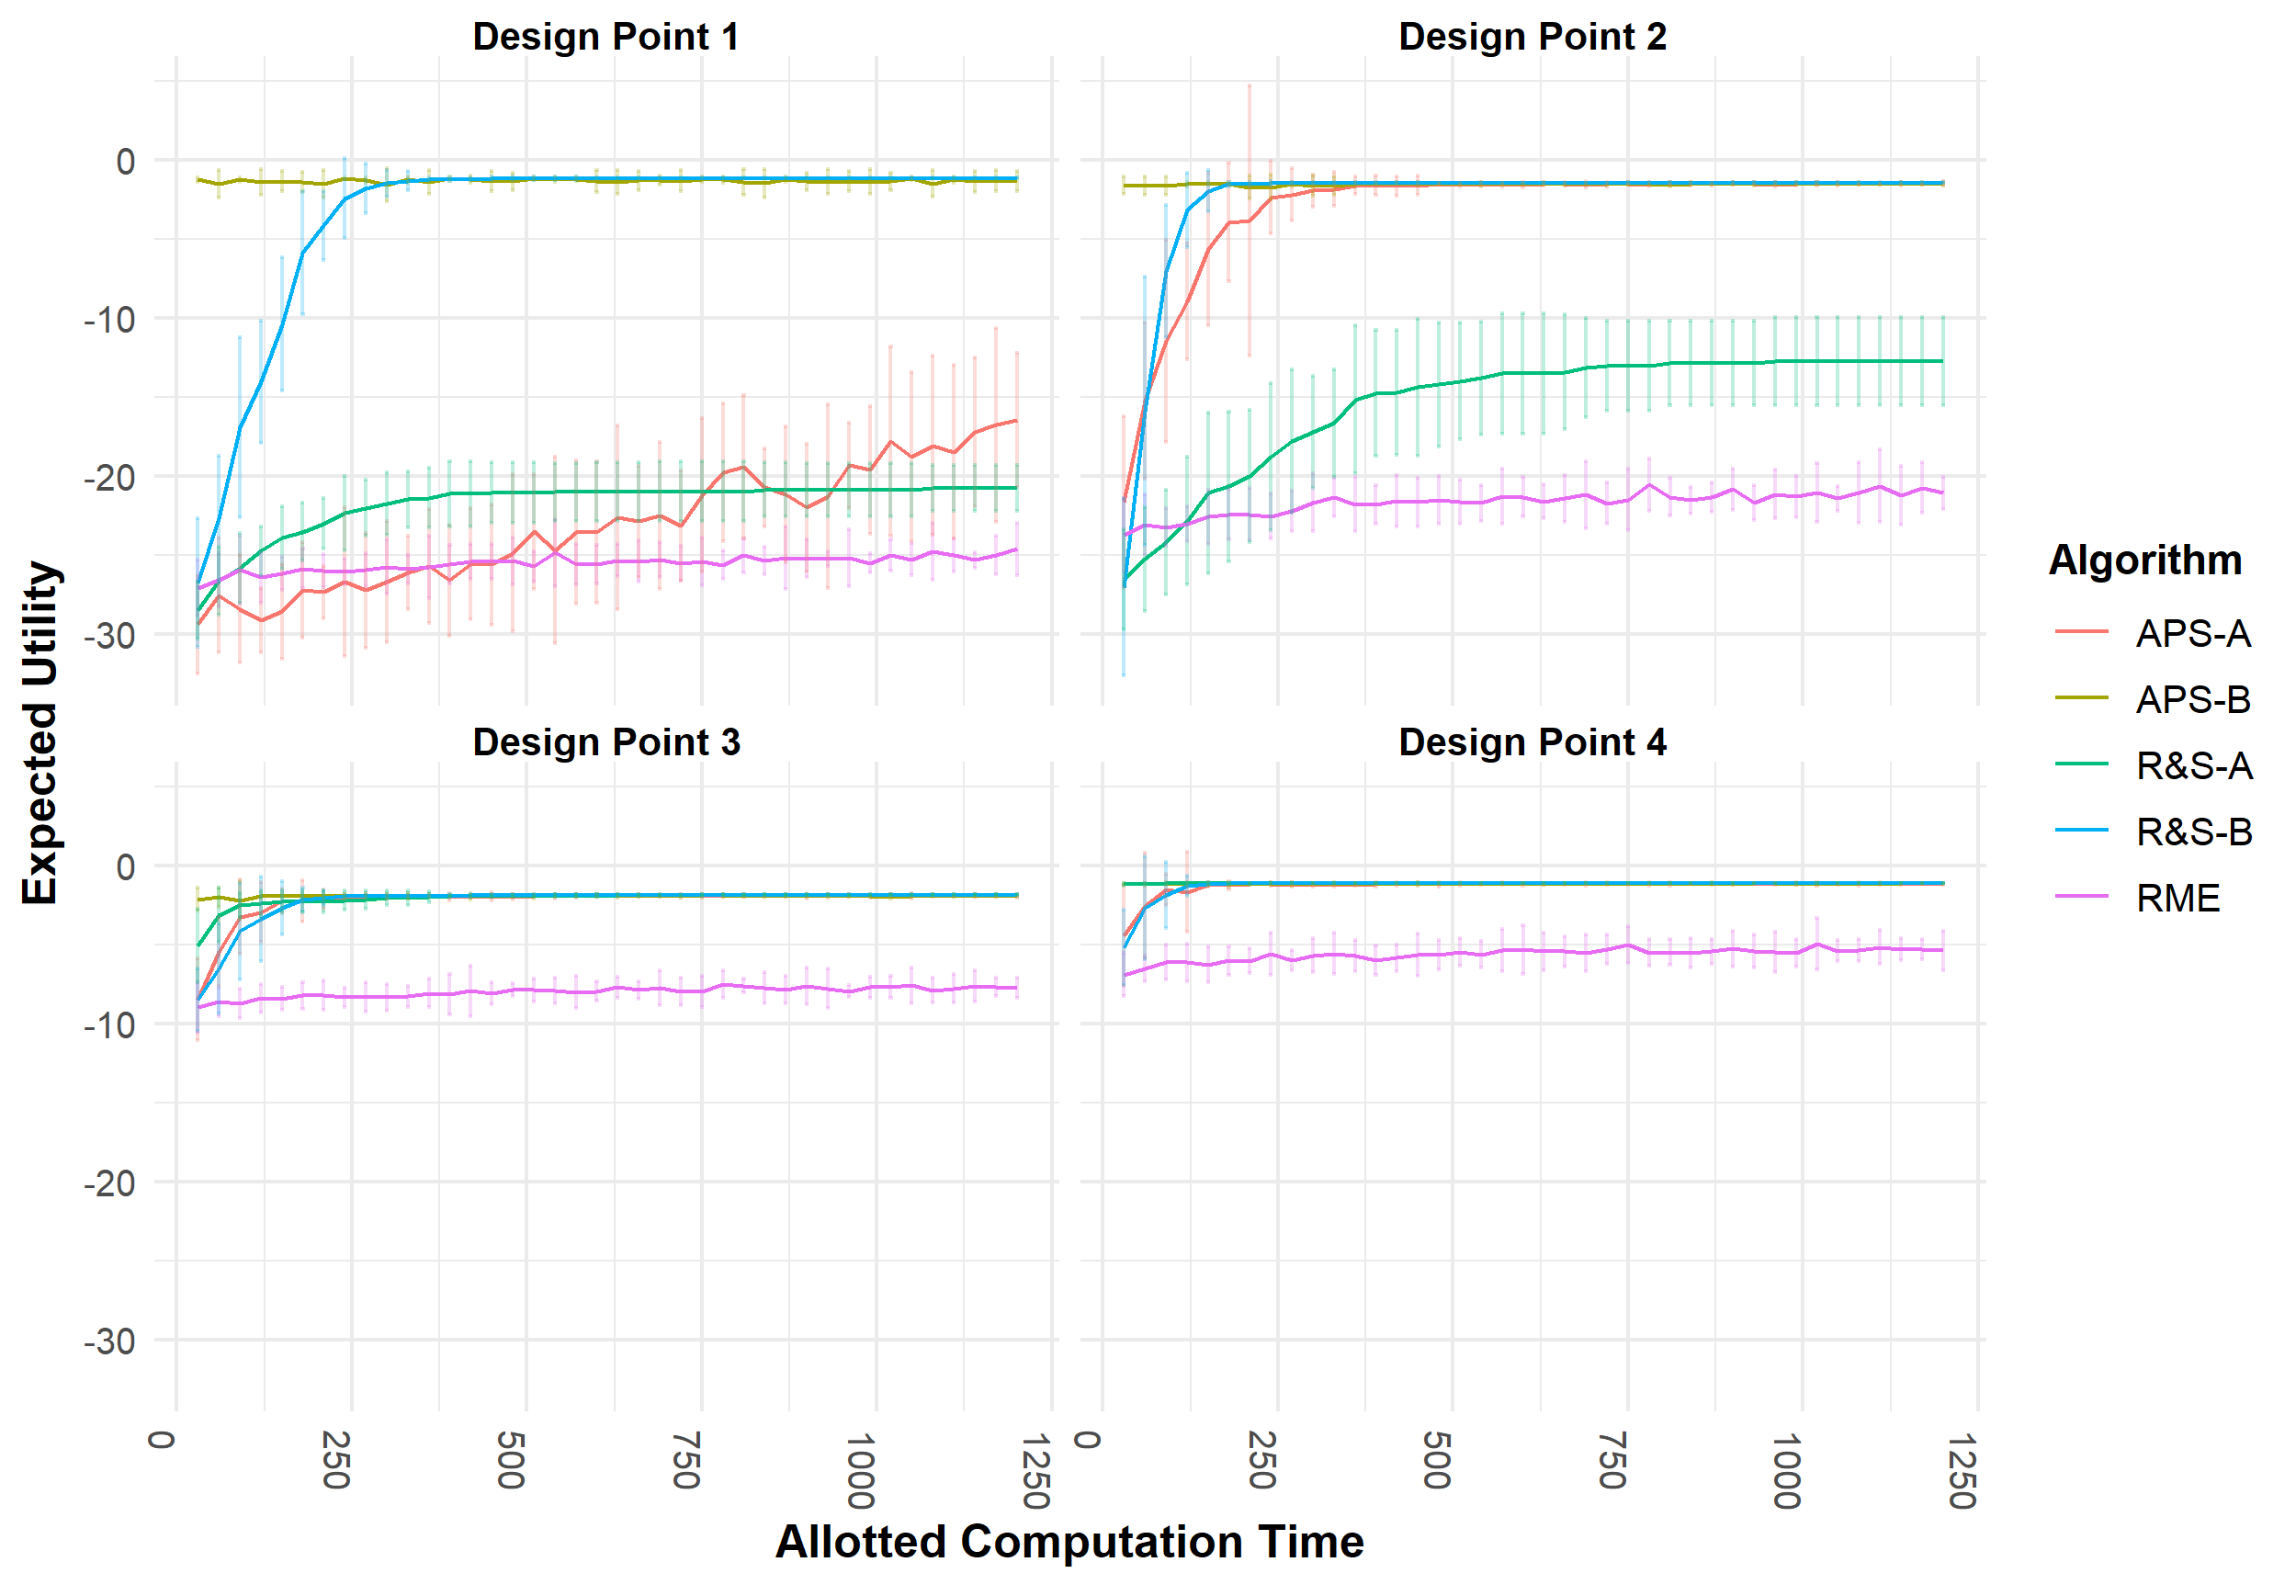 Design Point 1
Design Point 2
0
-10
-20
-30
Design Point 3
Design Point 4
0
-10
-20
-30
0
250
500
750
1000
1250
0
250
500
750
1000
1250
Expected Utility
Allotted Computation Time
Algorithm
APS-A
APS-B
R&S-A
R&S-B
RME